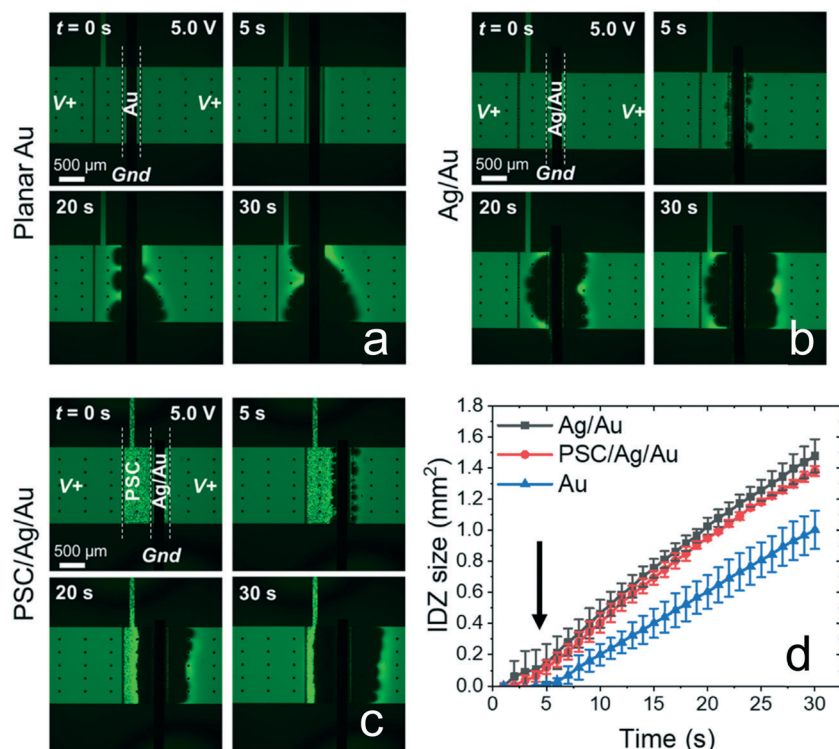 Planar Au
t = 0 s 5.0 V
V+ Au V+
500 µm
Gnd
5 s
20 s
30 s
a
Ag/Au
t = 0 s 5.0 V
V+ Ag/Au V+
500 µm
Gnd
5 s
20 s
30 s
b
PSC/Ag/Au
t = 0 s 5.0 V
V+ PSC Ag/Au V+
500 µm
Gnd
5 s
20 s
30 s
c
IDZ size (mm²)
1.8
1.6
1.4
1.2
1.0
0.8
0.6
0.4
0.2
0.0
Ag/Au
PSC/Ag/Au
Au
d
0 5 10 15 20 25 30
Time (s)